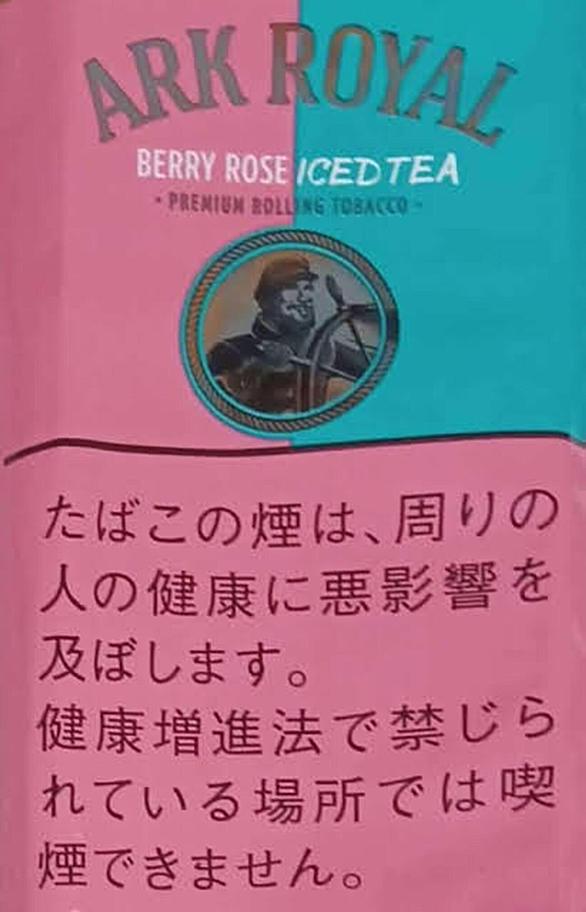 ARK ROYAL
BERRY ROSE ICED TEA
• PREMIUM ROLLING TOBACCO •
たばこの煙は、周りの
人の健康に悪影響を
及ぼします。
健康増進法で禁じら
れている場所では喫
煙できません。